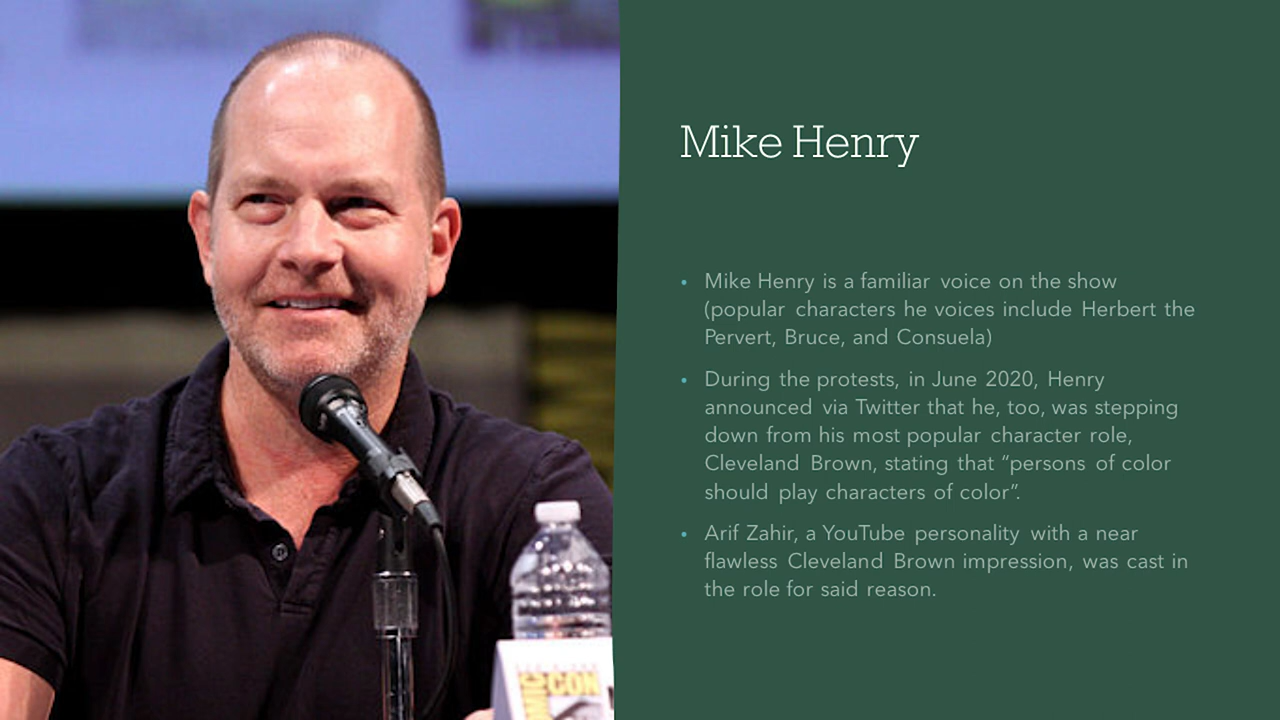 Mike Henry
• Mike Henry is a familiar voice on the show
(popular characters he voices include Herbert the
Pervert, Bruce, and Consuela)
• During the protests, in June 2020, Henry
announced via Twitter that he, too, was stepping
down from his most popular character role,
Cleveland Brown, stating that “persons of color
should play characters of color”.
• Arif Zahir, a YouTube personality with a near
flawless Cleveland Brown impression, was cast in
the role for said reason.
COMIC
CON